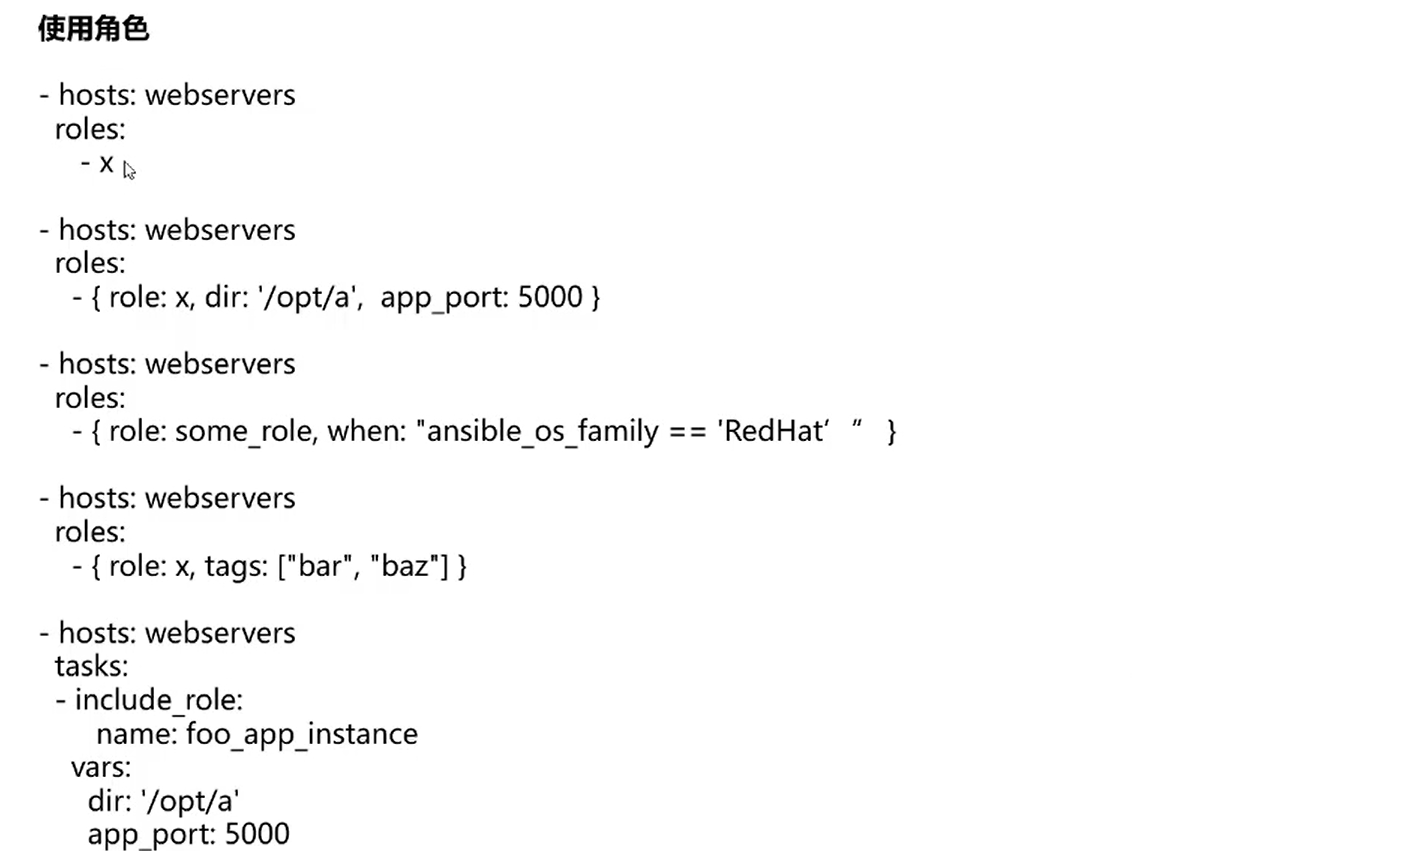 使用角色
- hosts: webservers
roles:
- x
- hosts: webservers
roles:
- { role: x, dir: '/opt/a',  app_port: 5000 }
- hosts: webservers
roles:
- { role: some_role, when: "ansible_os_family == 'RedHat’ ”  }
- hosts: webservers
roles:
- { role: x, tags: ["bar", "baz"] }
- hosts: webservers
tasks:
- include_role:
name: foo_app_instance
vars:
dir: '/opt/a'
app_port: 5000